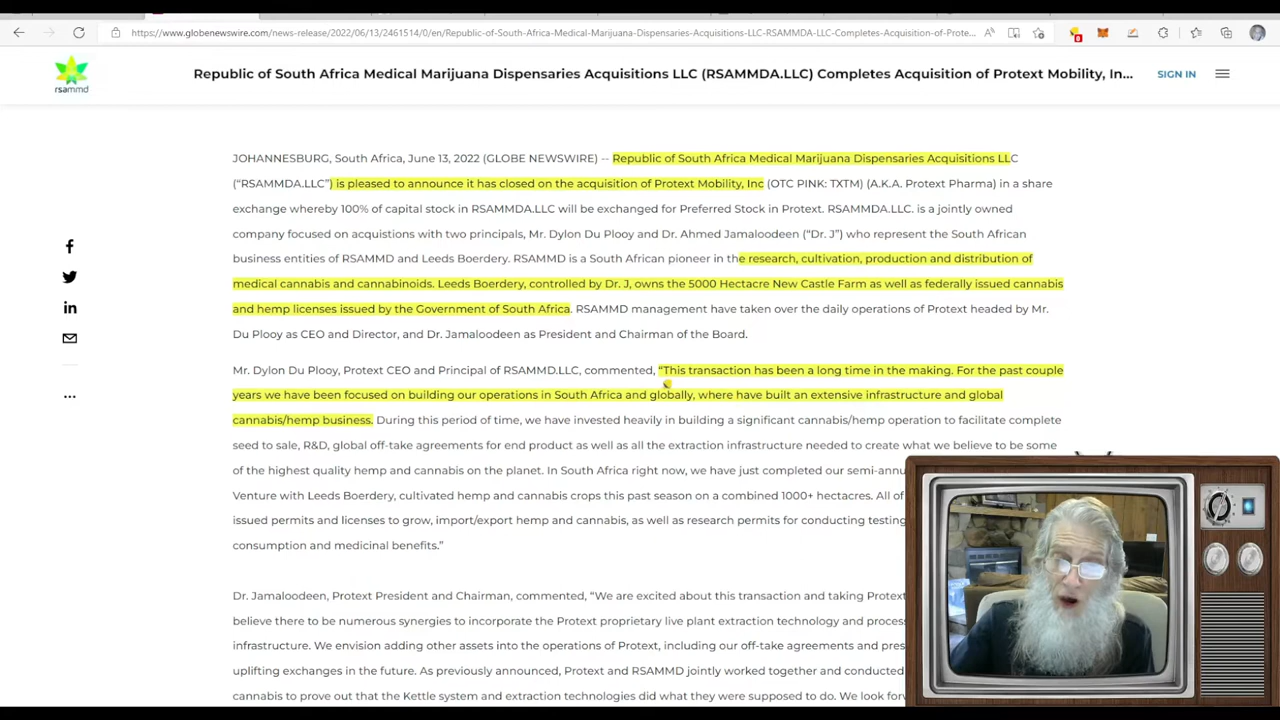 https://www.globenewswire.com/news-release/2022/06/13/2461514/0/en/Republic-of-South-Africa-Medical-Marijuana-Dispensaries-Acquisitions-LLC-RSAMMDA-LLC-Completes-Acquisition-of-Prote...
rsammd
Republic of South Africa Medical Marijuana Dispensaries Acquisitions LLC (RSAMMDA.LLC) Completes Acquisition of Protext Mobility, In...
SIGN IN
JOHANNESBURG, South Africa, June 13, 2022 (GLOBE NEWSWIRE) -- Republic of South Africa Medical Marijuana Dispensaries Acquisitions LLC
(“RSAMMDA.LLC”) is pleased to announce it has closed on the acquisition of Protext Mobility, Inc (OTC PINK: TXTM) (A.K.A. Protext Pharma) in a share
exchange whereby 100% of capital stock in RSAMMDA.LLC will be exchanged for Preferred Stock in Protext. RSAMMDA.LLC. is a jointly owned
company focused on acquistions with two principals, Mr. Dylon Du Plooy and Dr. Ahmed Jamaloodeen (“Dr. J”) who represent the South African
business entities of RSAMMD and Leeds Boerdery. RSAMMD is a South African pioneer in the research, cultivation, production and distribution of
medical cannabis and cannabinoids. Leeds Boerdery, controlled by Dr. J, owns the 5000 Hectacre New Castle Farm as well as federally issued cannabis
and hemp licenses issued by the Government of South Africa. RSAMMD management have taken over the daily operations of Protext headed by Mr.
Du Plooy as CEO and Director, and Dr. Jamaloodeen as President and Chairman of the Board.
Mr. Dylon Du Plooy, Protext CEO and Principal of RSAMMD.LLC, commented, “This transaction has been a long time in the making. For the past couple
years we have been focused on building our operations in South Africa and globally, where have built an extensive infrastructure and global
cannabis/hemp business. During this period of time, we have invested heavily in building a significant cannabis/hemp operation to facilitate complete
seed to sale, R&D, global off-take agreements for end product as well as all the extraction infrastructure needed to create what we believe to be some
of the highest quality hemp and cannabis on the planet. In South Africa right now, we have just completed our semi-annu
Venture with Leeds Boerdery, cultivated hemp and cannabis crops this past season on a combined 1000+ hectacres. All of
issued permits and licenses to grow, import/export hemp and cannabis, as well as research permits for conducting testing
consumption and medicinal benefits.”
Dr. Jamaloodeen, Protext President and Chairman, commented, “We are excited about this transaction and taking Protext
believe there to be numerous synergies to incorporate the Protext proprietary live plant extraction technology and proces
infrastructure. We envision adding other assets into the operations of Protext, including our off-take agreements and pres
uplifting exchanges in the future. As previously announced, Protext and RSAMMD jointly worked together and conducted
cannabis to prove out that the Kettle system and extraction technologies did what they were supposed to do. We look forw